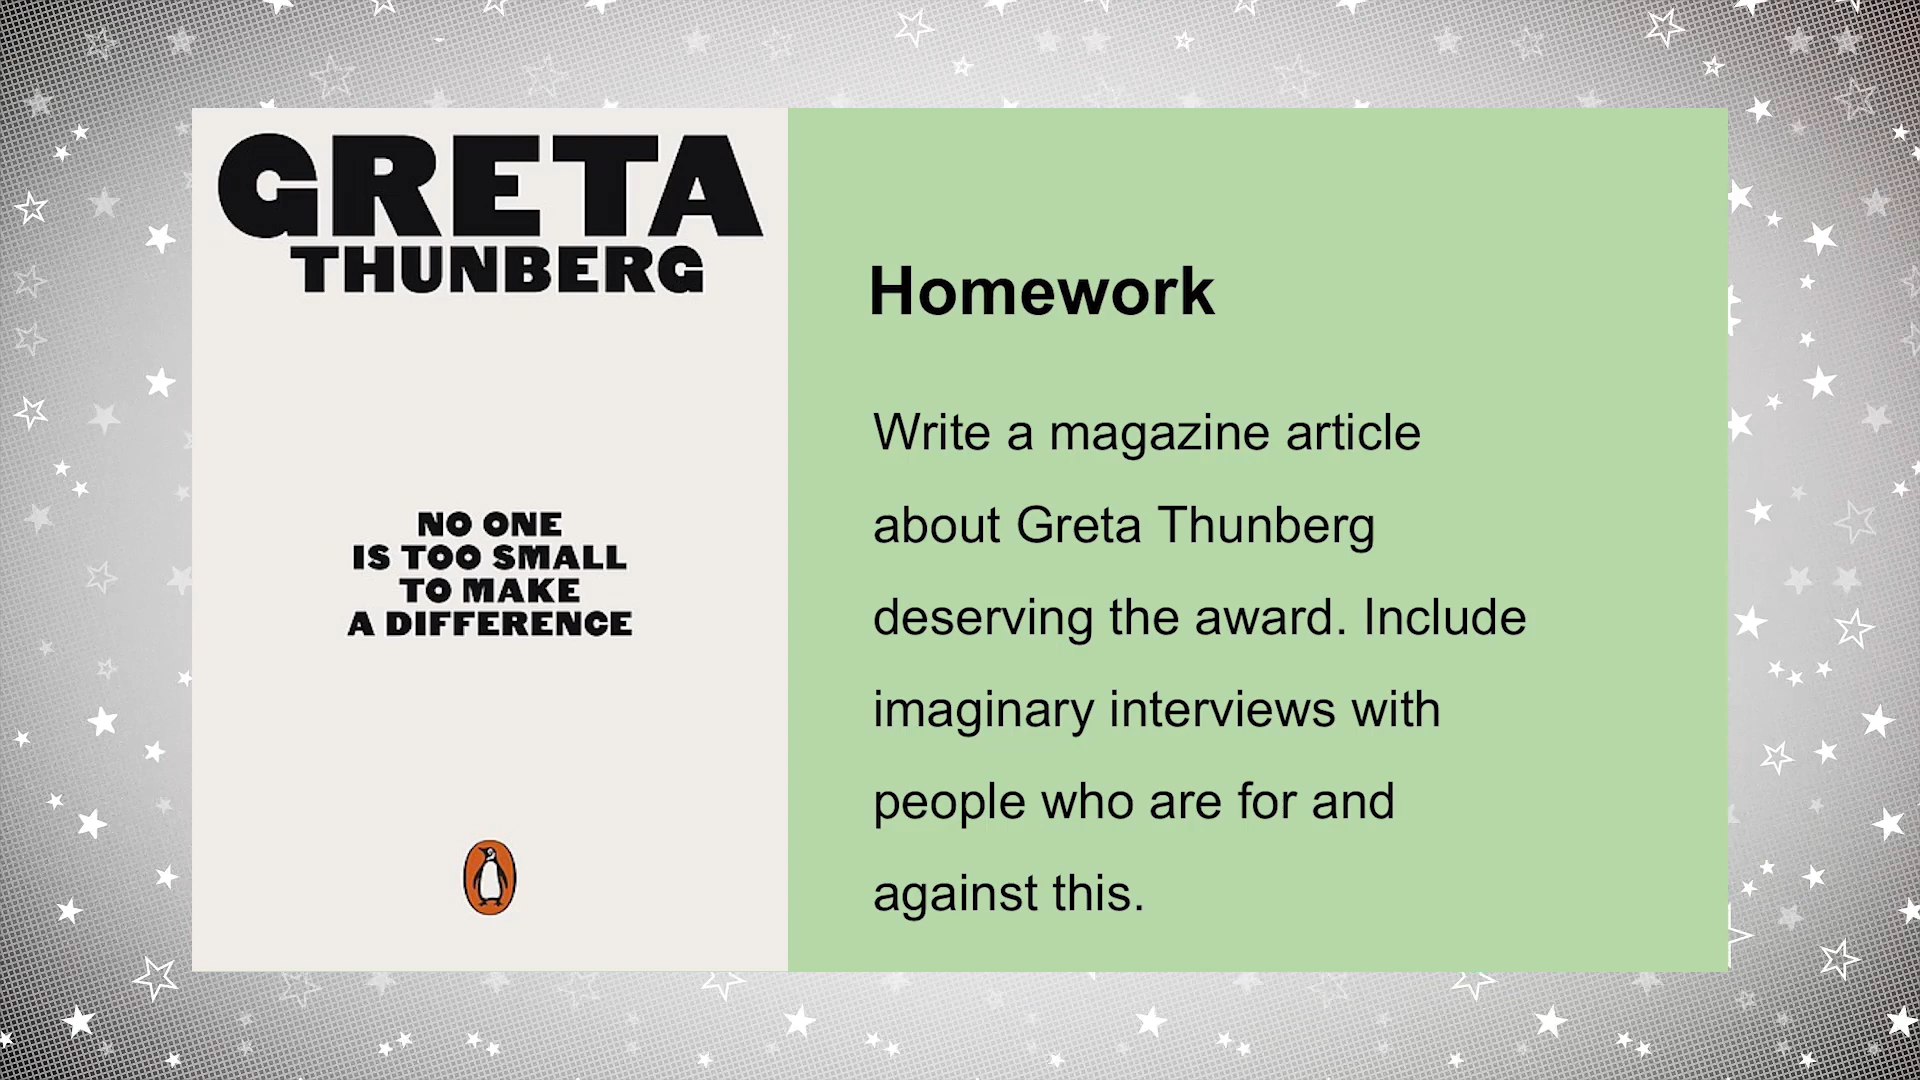 GRETA
THUNBERG
NO ONE
IS TOO SMALL
TO MAKE
A DIFFERENCE
Homework
Write a magazine article
about Greta Thunberg
deserving the award. Include
imaginary interviews with
people who are for and
against this.